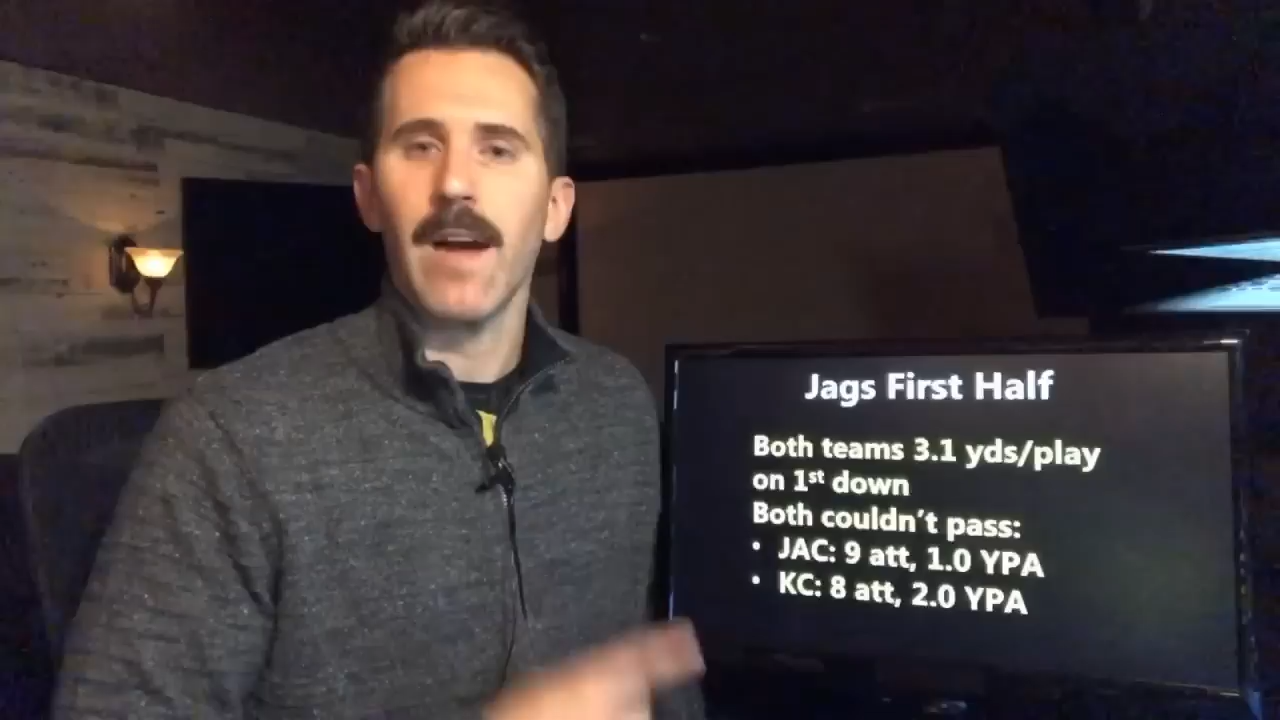 Jags First Half
Both teams 3.1 yds/play
on 1st down
Both couldn't pass:
• JAC: 9 att, 1.0 YPA
• KC: 8 att, 2.0 YPA